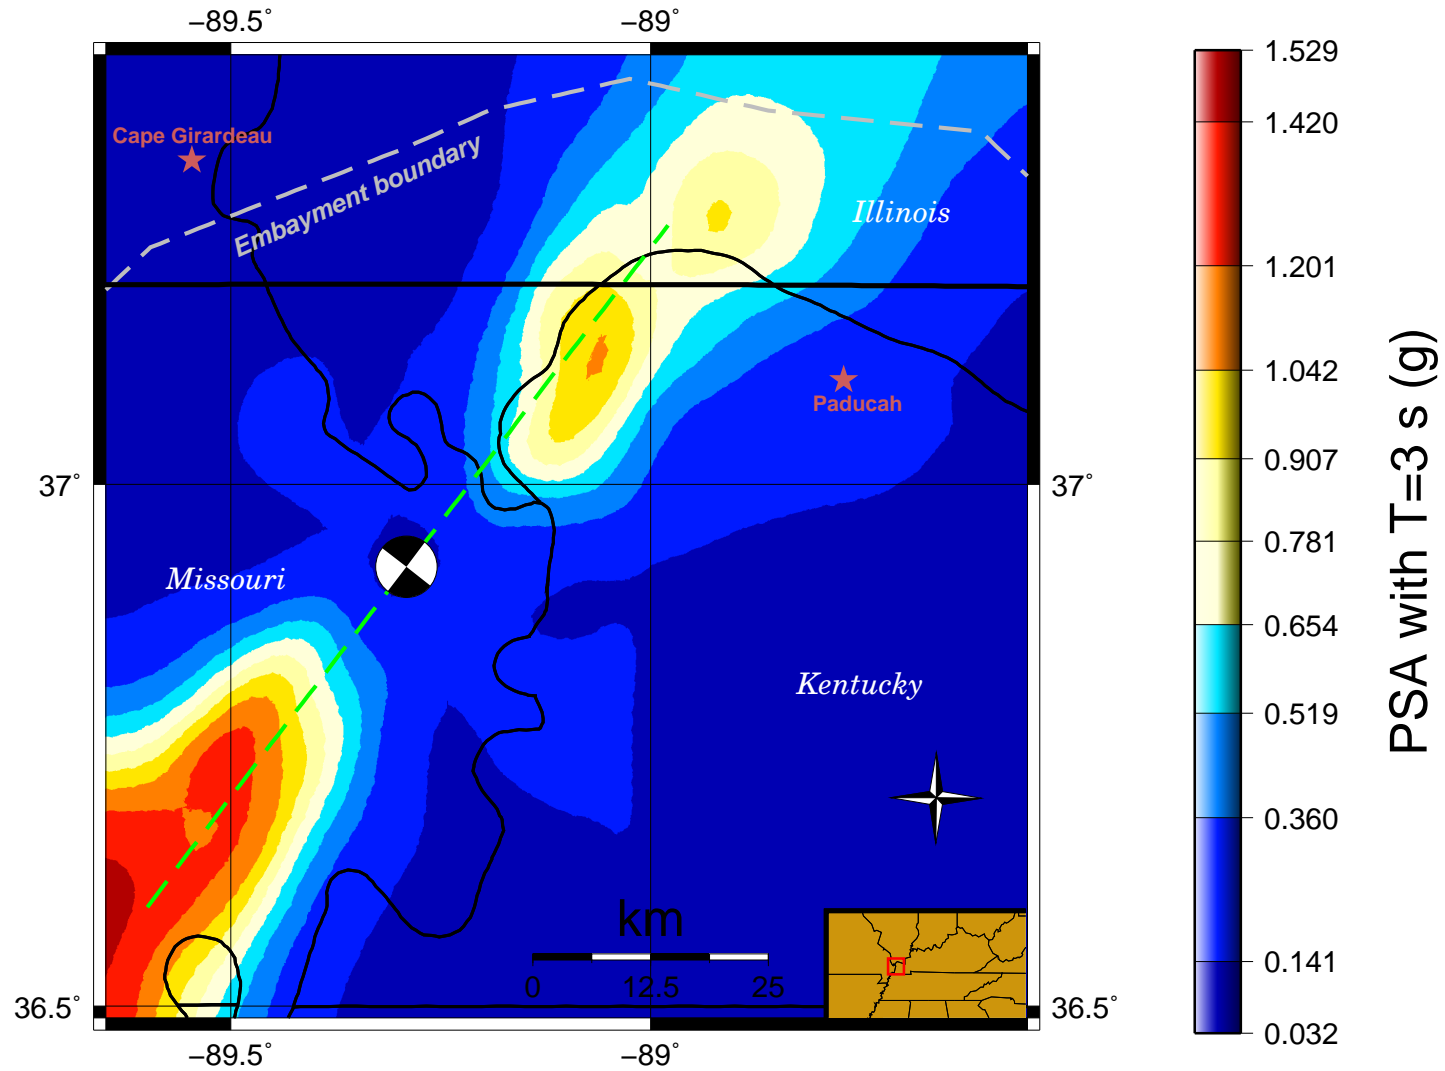 −89.5˚
−89˚
Cape Girardeau
Embayment boundary
Illinois
Paducah
37˚
37˚
Missouri
Kentucky
km
0
12.5
25
36.5˚
36.5˚
−89.5˚
−89˚
1.529
1.420
1.201
1.042
0.907
0.781
0.654
0.519
0.360
0.141
0.032
PSA with T=3 s (g)